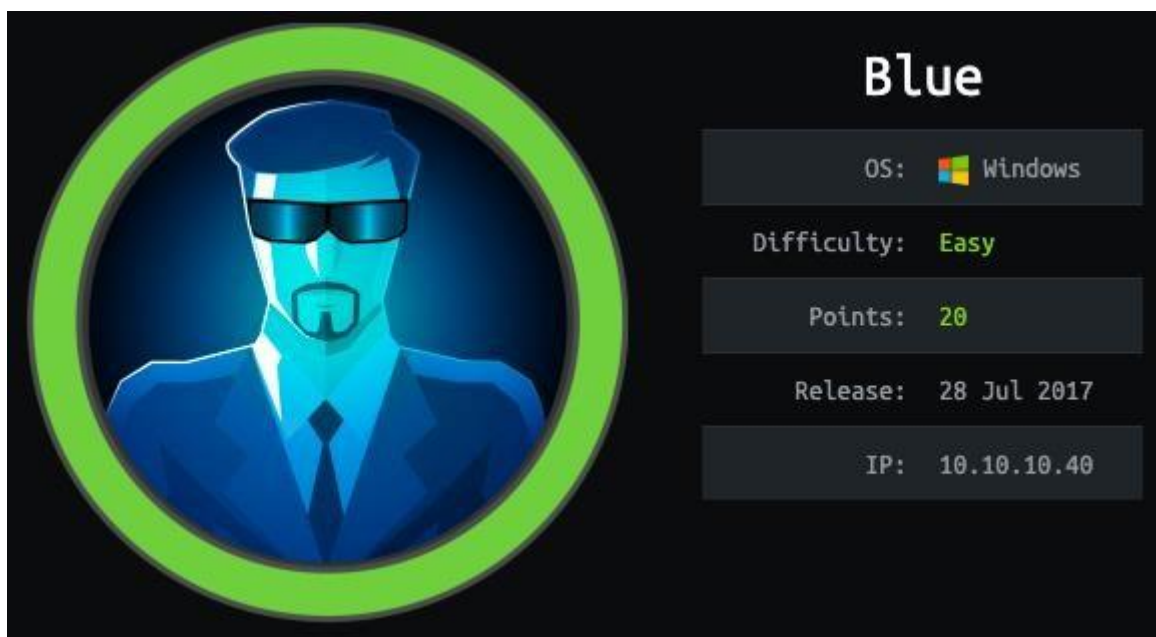 Blue
OS: Windows
Difficulty: Easy
Points: 20
Release: 28 Jul 2017
IP: 10.10.10.40